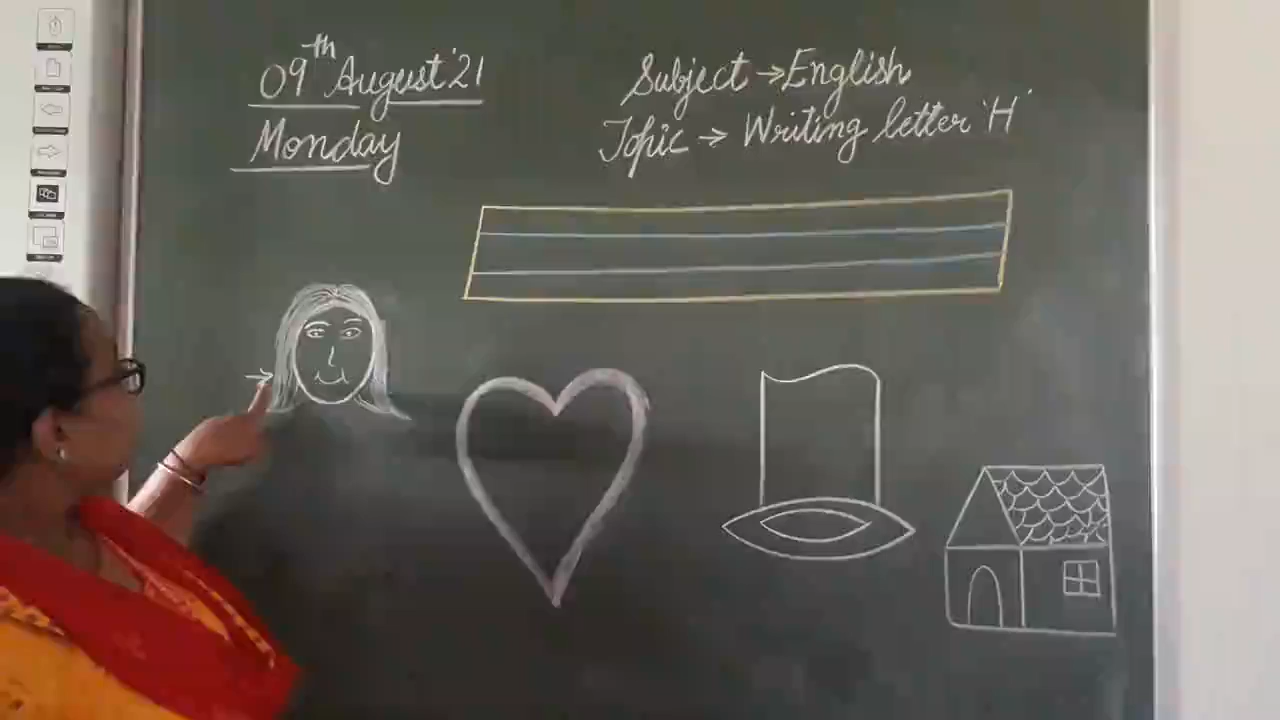 09th August '21
Monday
Subject → English
Topic → Writing letter 'H'